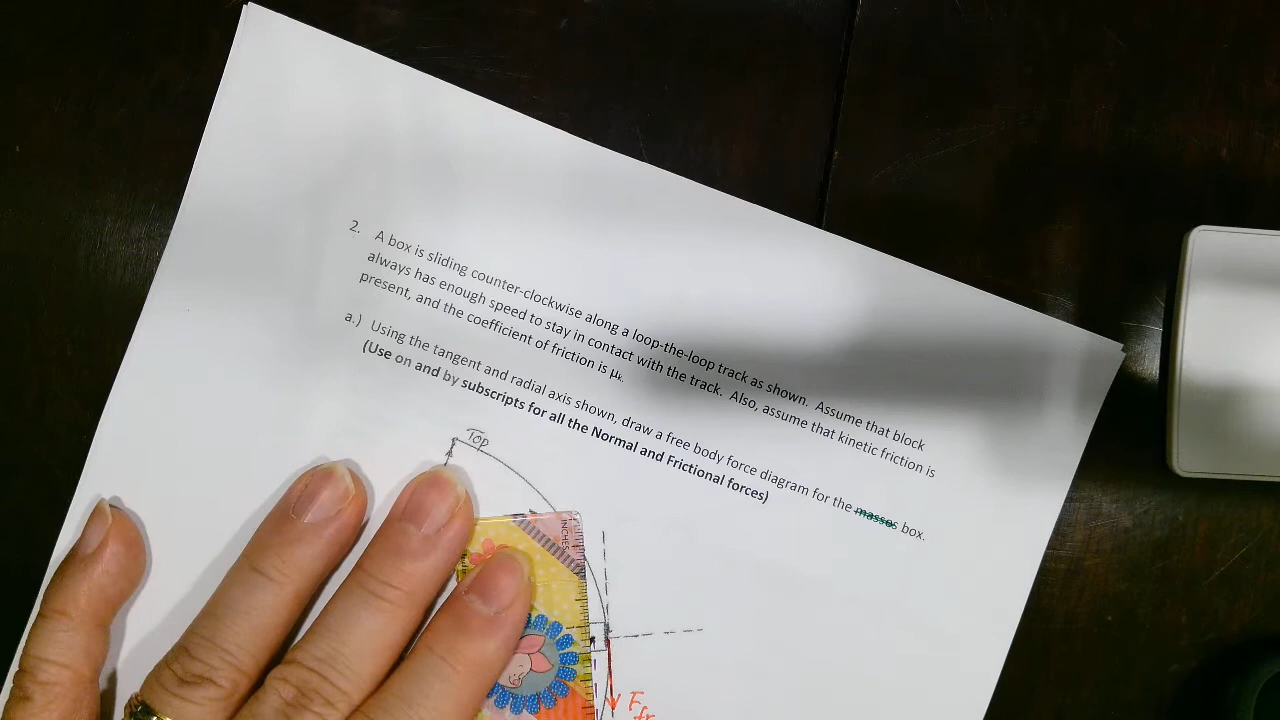 2. A box is sliding counter-clockwise along a loop-the-loop track as shown. Assume that block
always has enough speed to stay in contact with the track. Also, assume that kinetic friction is
present, and the coefficient of friction is μk.
a.) Using the tangent and radial axis shown, draw a free body force diagram for the masses box.
(Use on and by subscripts for all the Normal and Frictional forces)
Top
INCHES
Ffr